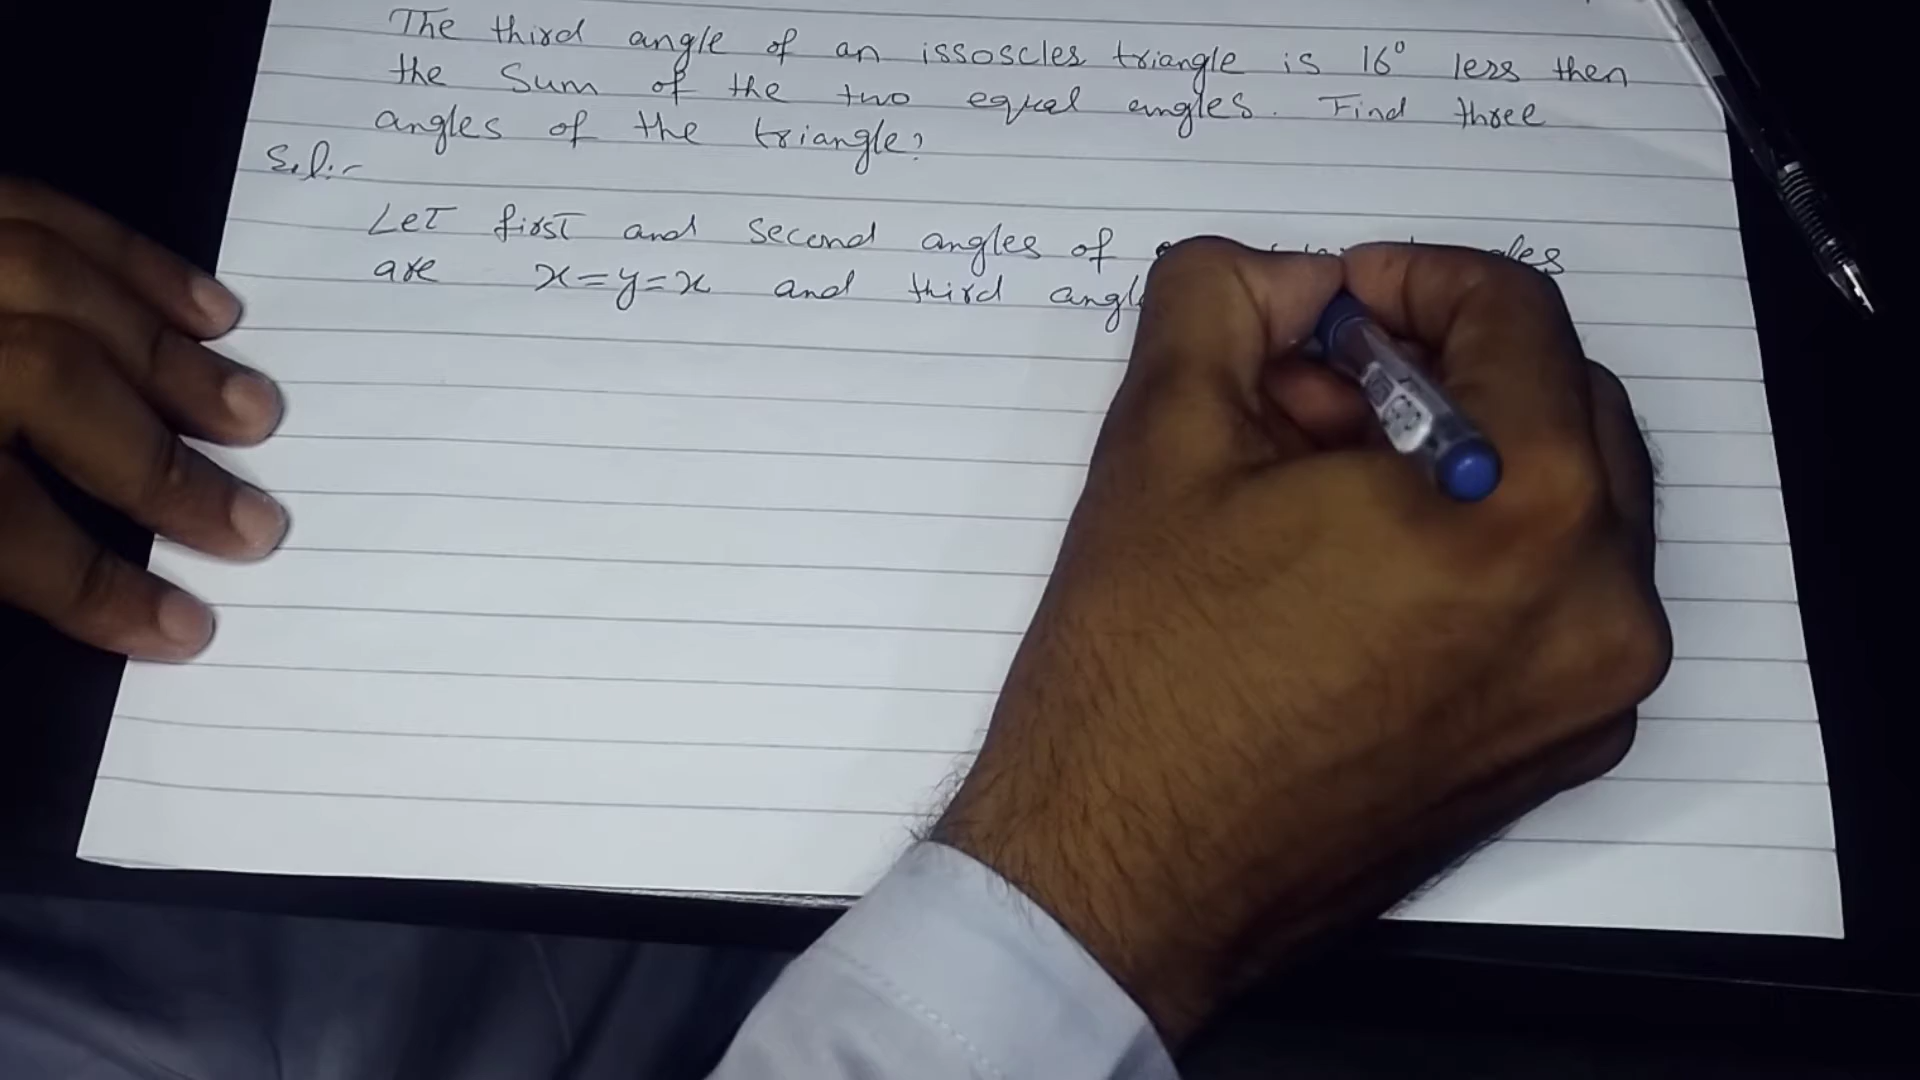 The third angle of an issoscles triangle is 16° less then
the sum of the two equal angles. Find three
angles of the triangle?
Sol:-
Let first and second angles of
are x=y=x and third